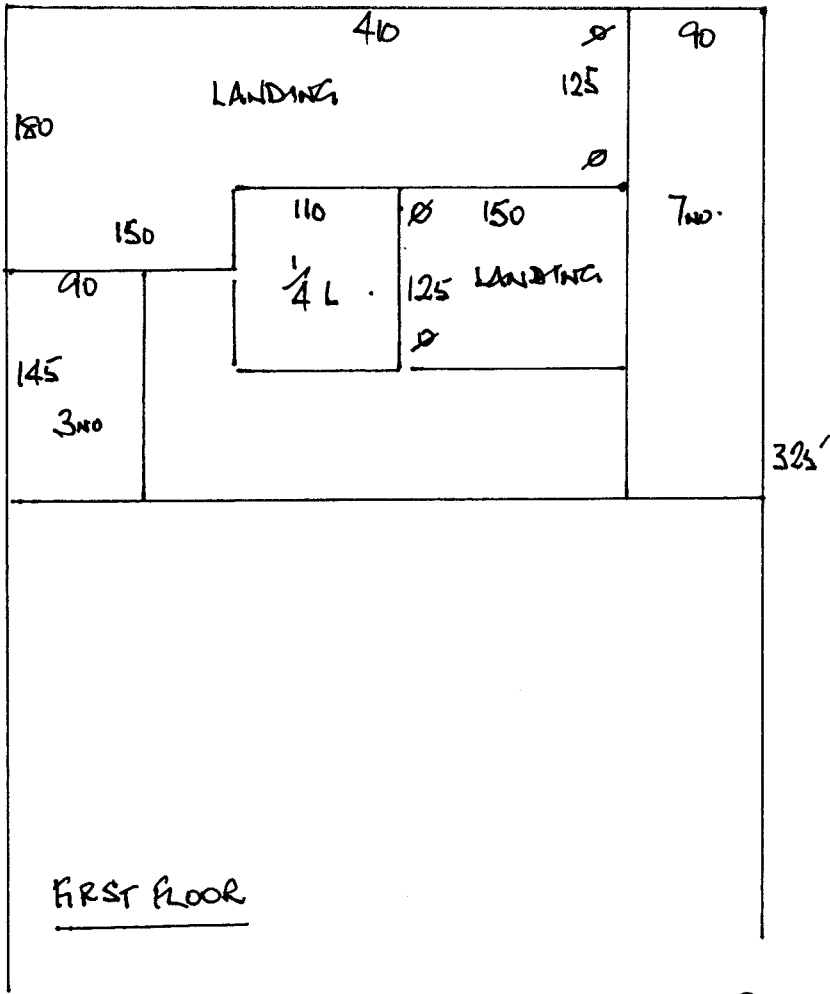 410
Ø
90
LANDING
125
180
Ø
110
Ø
150
7NO.
150
90
1/4 L.
125
LANDING
Ø
145
3NO
325'
FIRST FLOOR